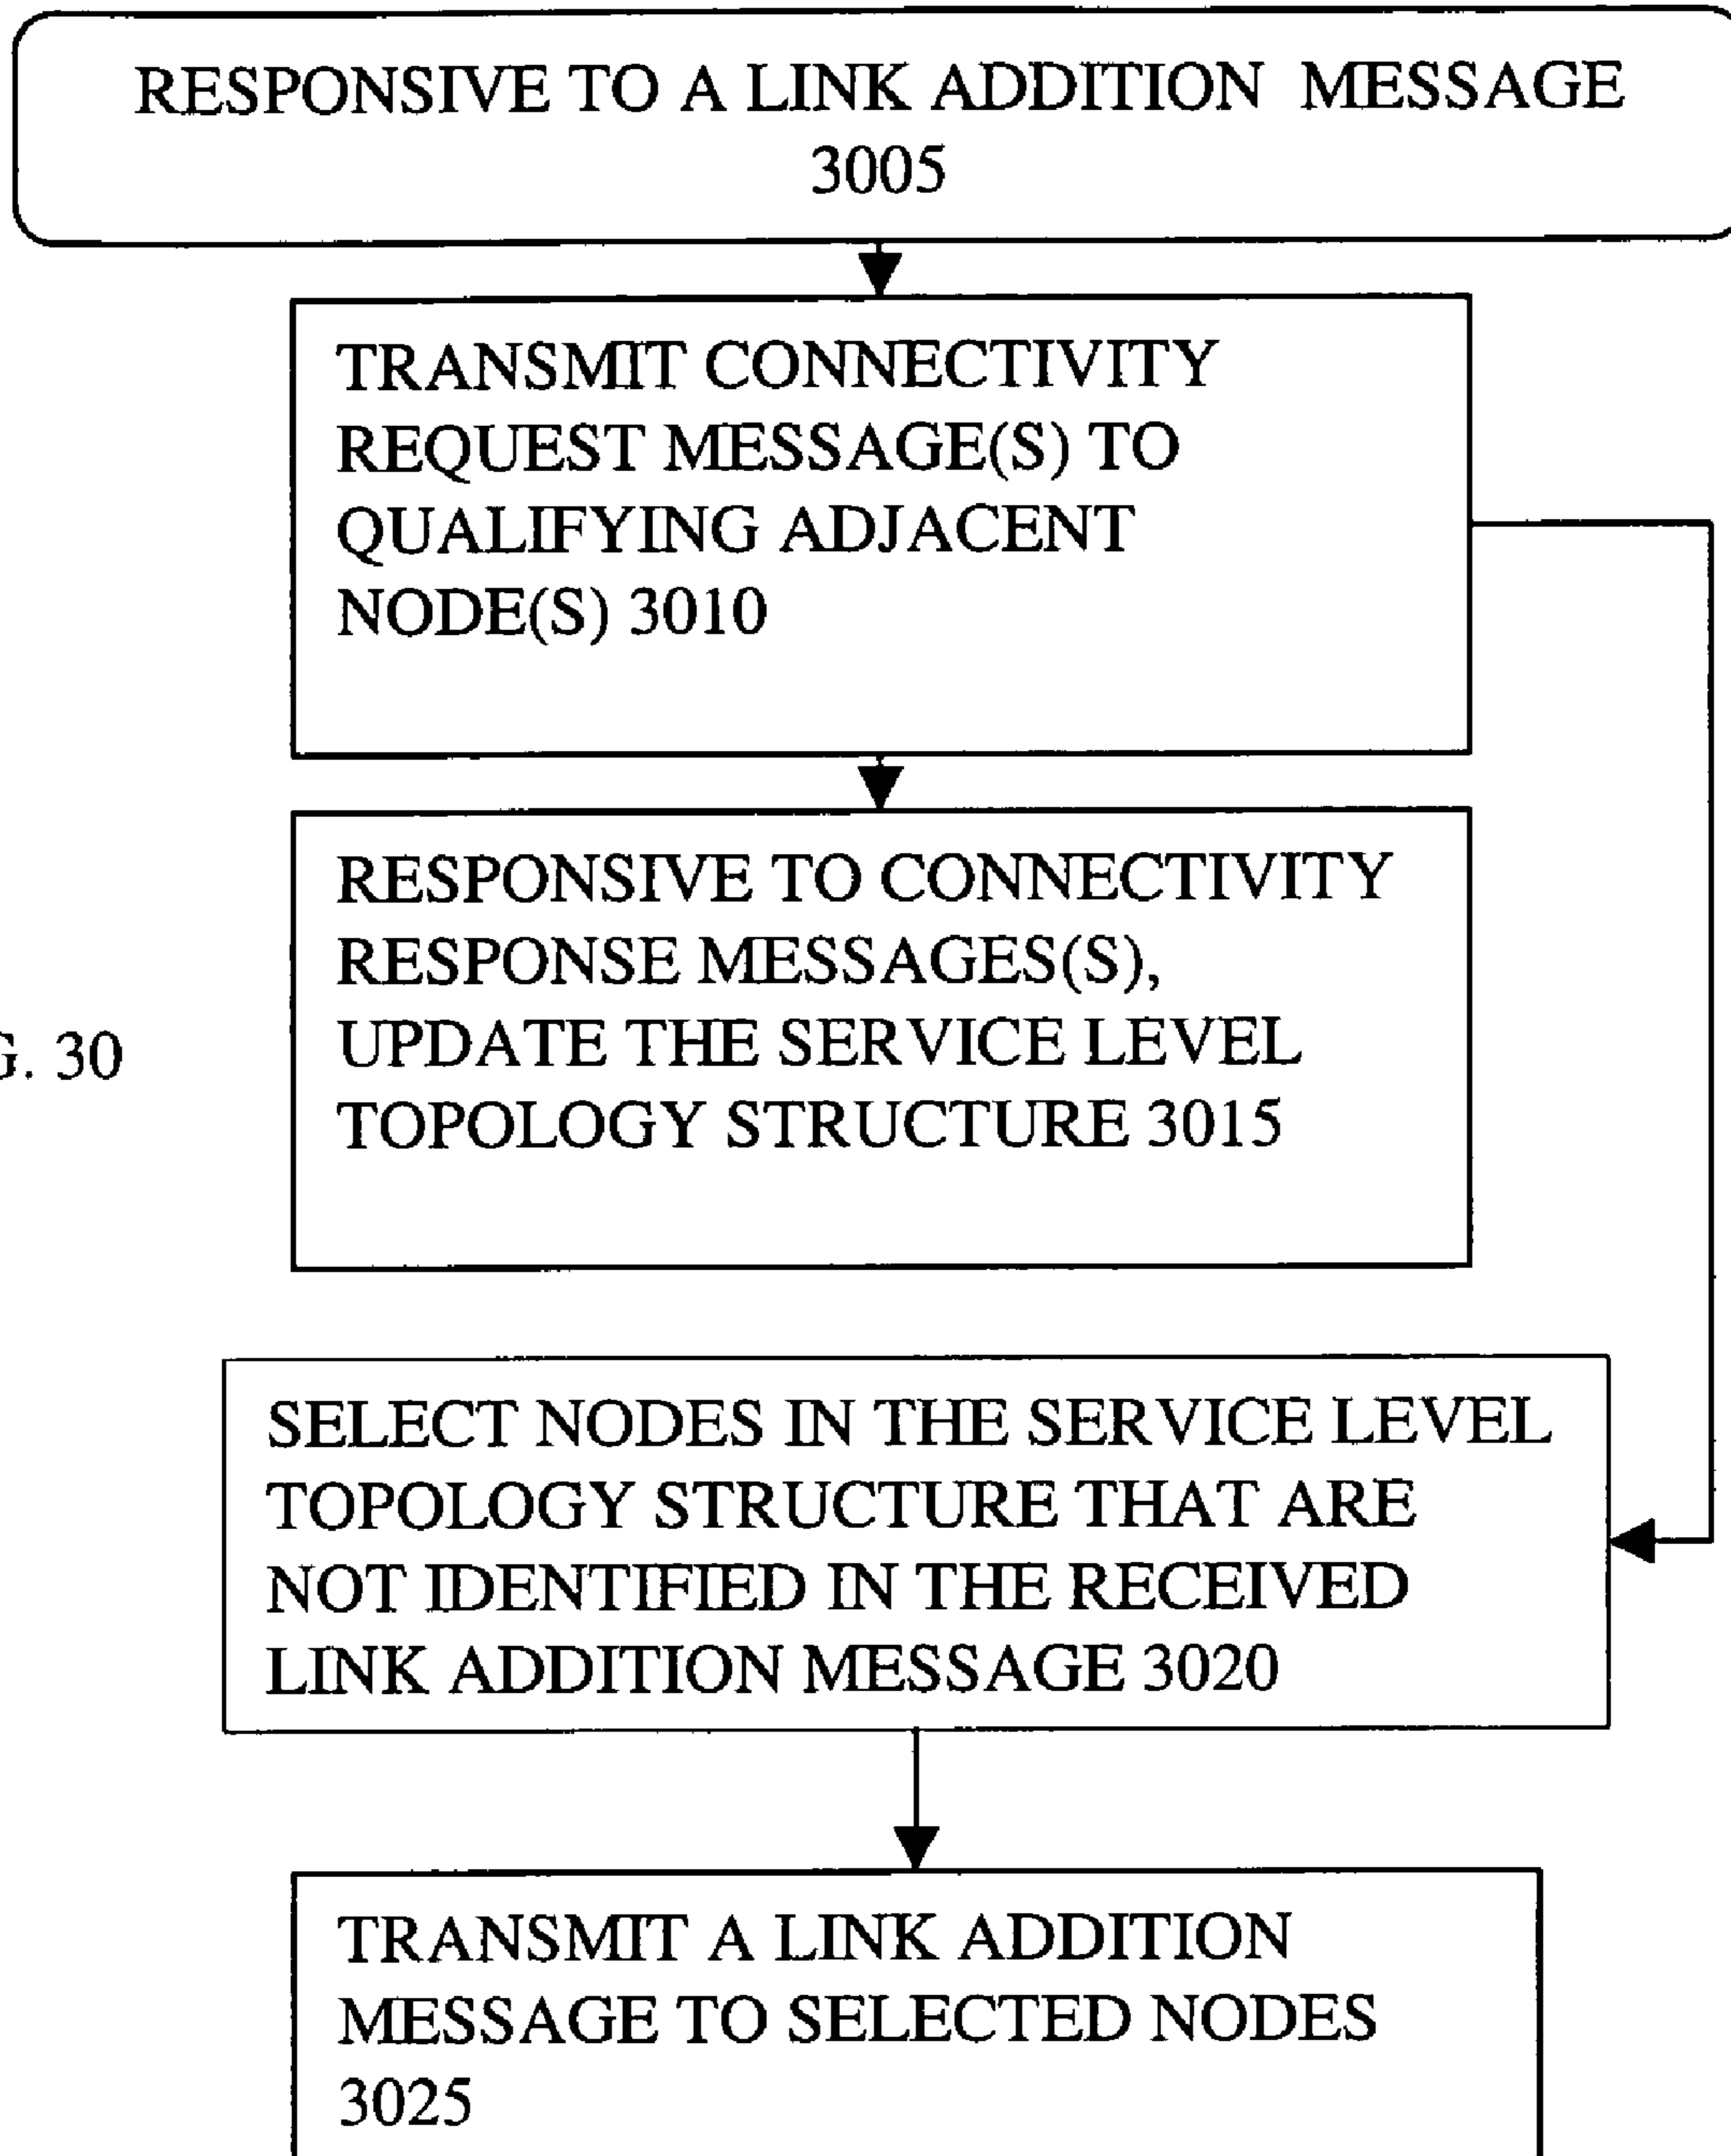 RESPONSIVE TO A LINK ADDITION MESSAGE
3005
TRANSMIT CONNECTIVITY
REQUEST MESSAGE(S) TO
QUALIFYING ADJACENT
NODE(S) 3010
RESPONSIVE TO CONNECTIVITY
RESPONSE MESSAGES(S),
UPDATE THE SERVICE LEVEL
TOPOLOGY STRUCTURE 3015
G. 30
SELECT NODES IN THE SERVICE LEVEL
TOPOLOGY STRUCTURE THAT ARE
NOT IDENTIFIED IN THE RECEIVED
LINK ADDITION MESSAGE 3020
TRANSMIT A LINK ADDITION
MESSAGE TO SELECTED NODES
3025